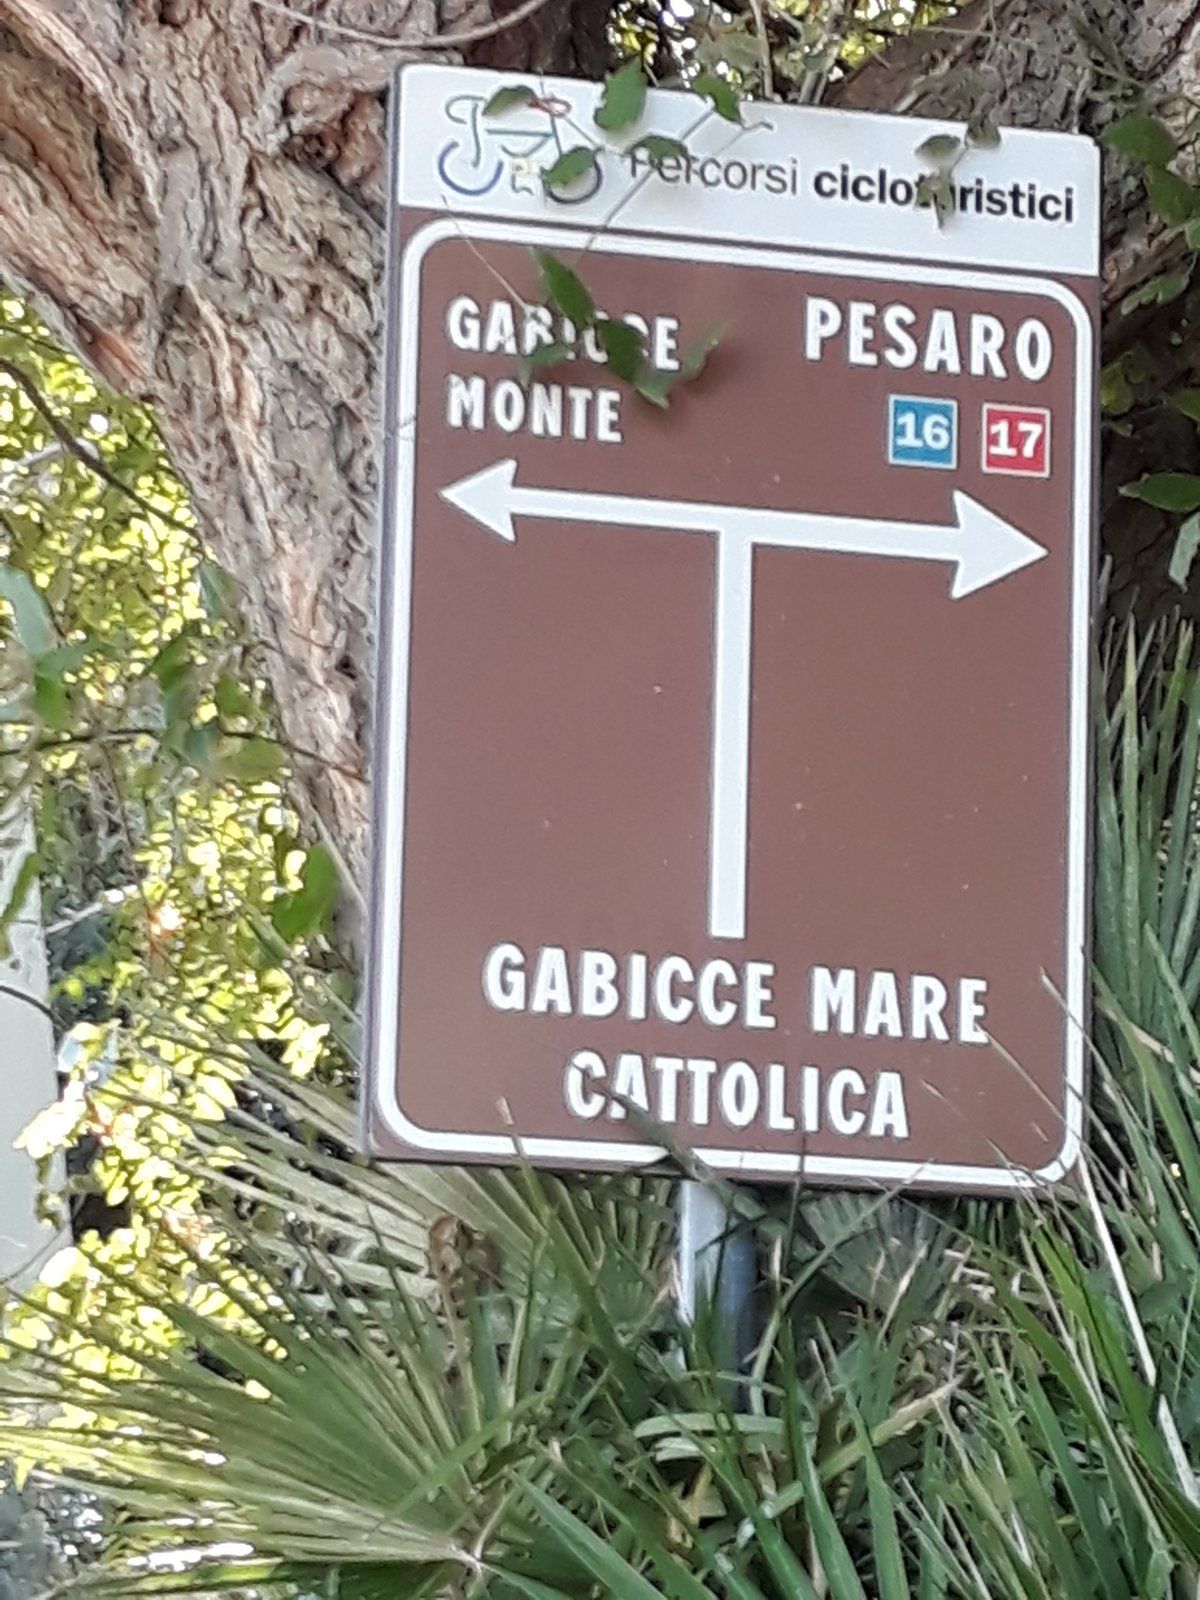 Percorsi cicloturistici
GABICCE PESARO
MONTE 16 17
GABICCE MARE
CATTOLICA